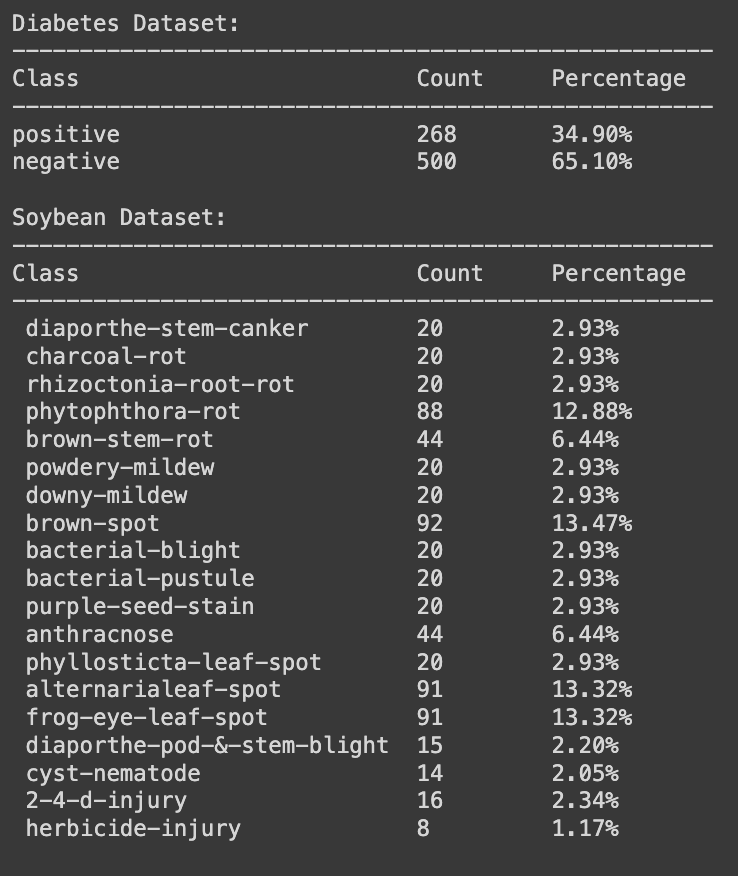 Diabetes Dataset:
----------------------------------------------------
Class                         Count     Percentage
----------------------------------------------------
positive                      268       34.90%
negative                      500       65.10%
Soybean Dataset:
----------------------------------------------------
Class                         Count     Percentage
----------------------------------------------------
 diaporthe-stem-canker        20        2.93%
 charcoal-rot                 20        2.93%
 rhizoctonia-root-rot         20        2.93%
 phytophthora-rot             88        12.88%
 brown-stem-rot               44        6.44%
 powdery-mildew               20        2.93%
 downy-mildew                 20        2.93%
 brown-spot                   92        13.47%
 bacterial-blight             20        2.93%
 bacterial-pustule            20        2.93%
 purple-seed-stain            20        2.93%
 anthracnose                  44        6.44%
 phyllosticta-leaf-spot       20        2.93%
 alternarialeaf-spot          91        13.32%
 frog-eye-leaf-spot           91        13.32%
 diaporthe-pod-&-stem-blight  15        2.20%
 cyst-nematode                14        2.05%
 2-4-d-injury                 16        2.34%
 herbicide-injury             8         1.17%